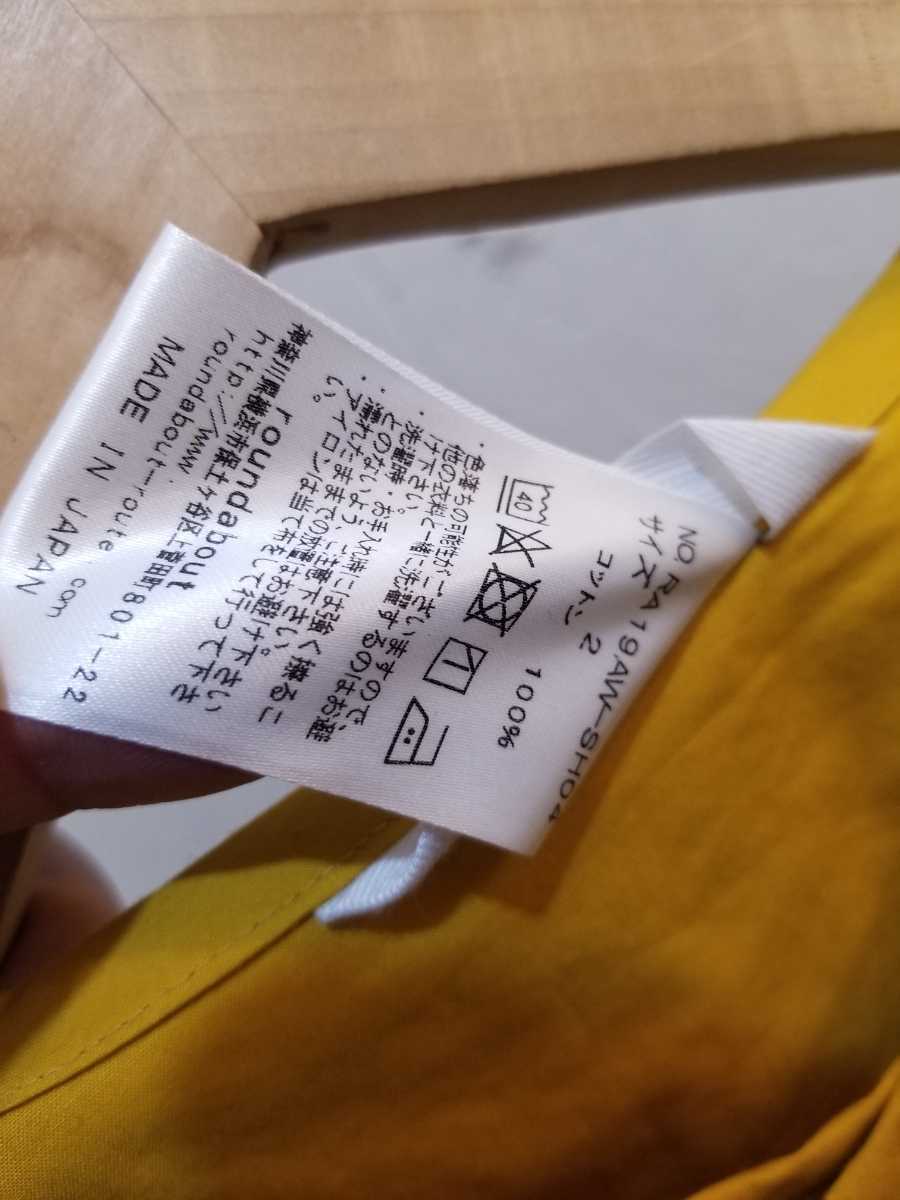 NO RA19AW-SH04
サイズ 2
コットン 100%
40
・色落ちの可能性がございますので
他の衣料と一緒に洗濯するのはお避
け下さい。
・洗濯時・お手入れ時には強く揉るこ
とのないようご注意下さい。
・濡れたままでの放置はお避け下さい
アイロンは当て布をして行って下さ
い。
roundabout
神奈川県横浜市保土ケ谷区上菅田町801-22
http://www.
roundabout-route.com
MADE IN JAPAN